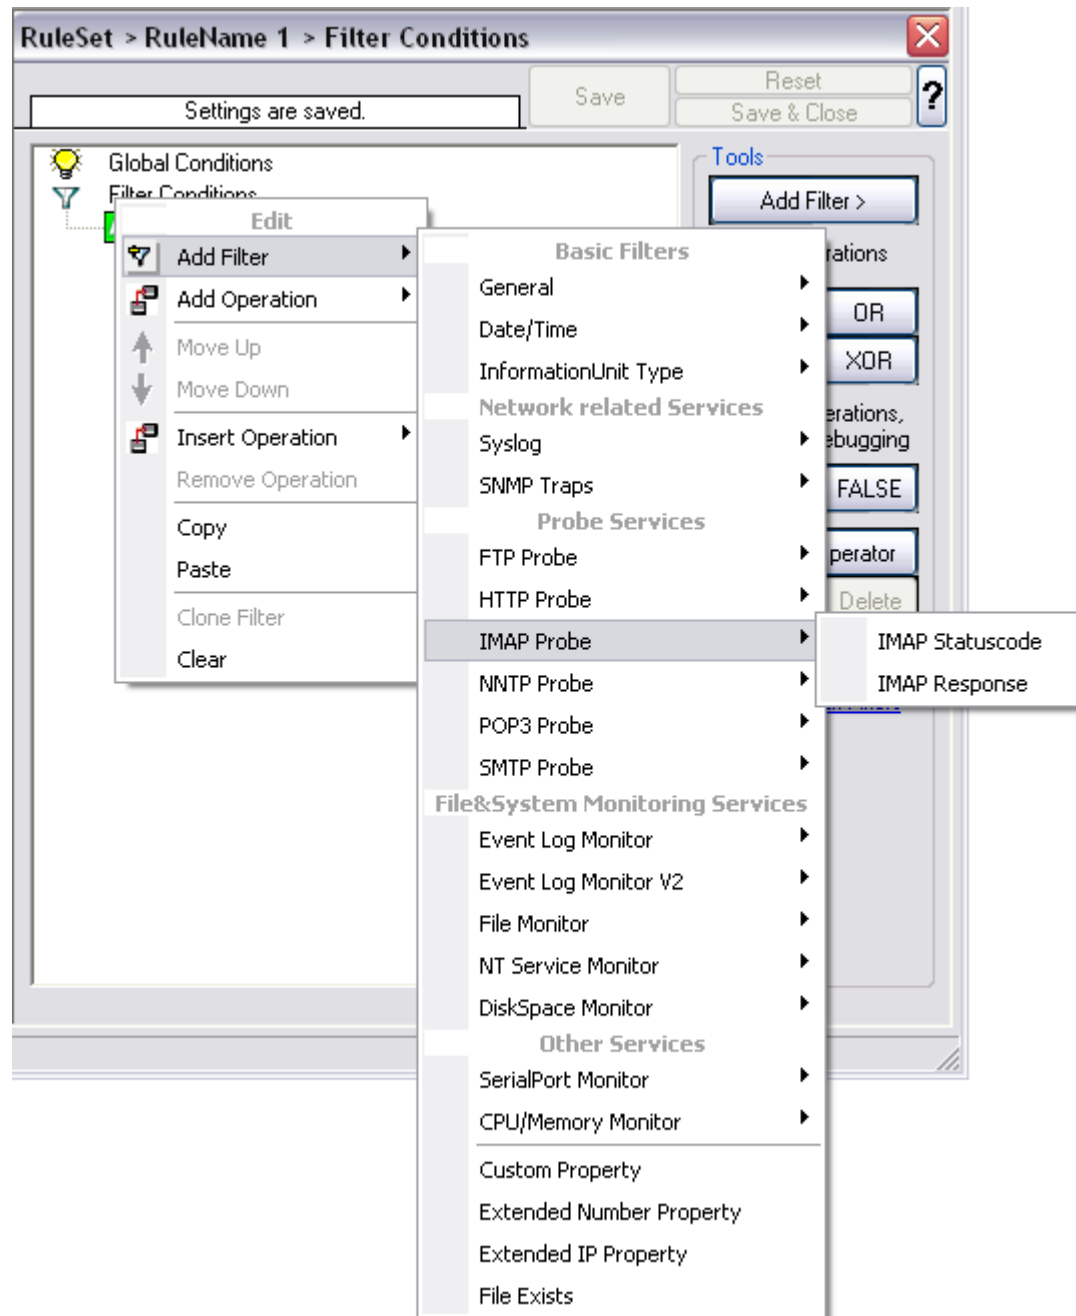 RuleSet > RuleName 1 > Filter Conditions
Settings are saved.
Save
Reset
Save & Close
?
Global Conditions
Filter Conditions
Tools
Add Filter >
OR
XOR
FALSE
Delete
Edit
Add Filter
Add Operation
Move Up
Move Down
Insert Operation
Remove Operation
Copy
Paste
Clone Filter
Clear
Basic Filters
General
Date/Time
InformationUnit Type
Network related Services
Syslog
SNMP Traps
Probe Services
FTP Probe
HTTP Probe
IMAP Probe
NNTP Probe
POP3 Probe
SMTP Probe
File&System Monitoring Services
Event Log Monitor
Event Log Monitor V2
File Monitor
NT Service Monitor
DiskSpace Monitor
Other Services
SerialPort Monitor
CPU/Memory Monitor
Custom Property
Extended Number Property
Extended IP Property
File Exists
IMAP Statuscode
IMAP Response